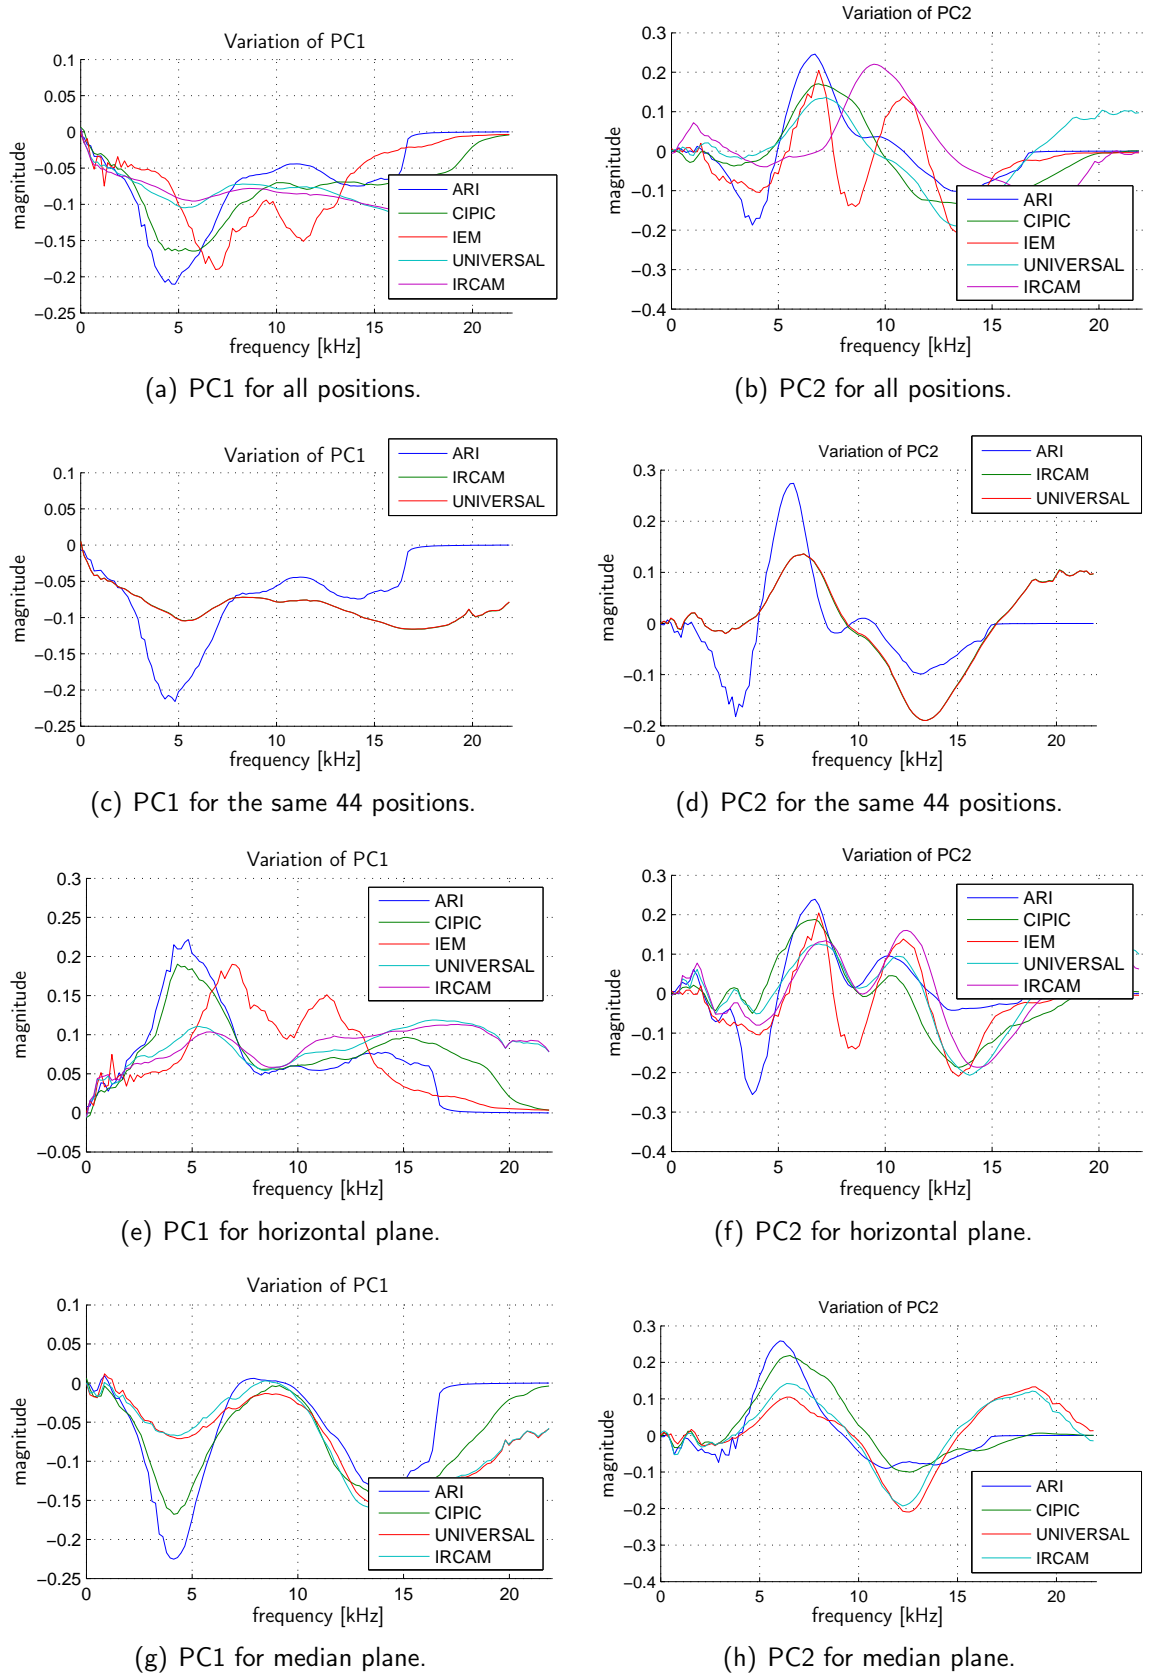 Variation of PC1
0.1
0.05
0
−0.05
−0.1
−0.15
−0.2
−0.25
magnitude
0 5 10 15 20
frequency [kHz]
ARI
CIPIC
IEM
UNIVERSAL
IRCAM
(a) PC1 for all positions.
Variation of PC2
0.3
0.2
0.1
0
−0.1
−0.2
−0.3
−0.4
magnitude
0 5 10 15 20
frequency [kHz]
ARI
CIPIC
IEM
UNIVERSAL
IRCAM
(b) PC2 for all positions.
Variation of PC1
0.1
0.05
0
−0.05
−0.1
−0.15
−0.2
−0.25
magnitude
0 5 10 15 20
frequency [kHz]
ARI
IRCAM
UNIVERSAL
(c) PC1 for the same 44 positions.
Variation of PC2
0.3
0.2
0.1
0
−0.1
−0.2
magnitude
0 5 10 15 20
frequency [kHz]
ARI
IRCAM
UNIVERSAL
(d) PC2 for the same 44 positions.
Variation of PC1
0.3
0.25
0.2
0.15
0.1
0.05
0
−0.05
magnitude
0 5 10 15 20
frequency [kHz]
ARI
CIPIC
IEM
UNIVERSAL
IRCAM
(e) PC1 for horizontal plane.
Variation of PC2
0.3
0.2
0.1
0
−0.1
−0.2
−0.3
−0.4
magnitude
0 5 10 15 20
frequency [kHz]
ARI
CIPIC
IEM
UNIVERSAL
IRCAM
(f) PC2 for horizontal plane.
Variation of PC1
0.1
0.05
0
−0.05
−0.1
−0.15
−0.2
−0.25
magnitude
0 5 10 15 20
frequency [kHz]
ARI
CIPIC
UNIVERSAL
IRCAM
(g) PC1 for median plane.
Variation of PC2
0.3
0.2
0.1
0
−0.1
−0.2
−0.3
−0.4
magnitude
0 5 10 15 20
frequency [kHz]
ARI
CIPIC
UNIVERSAL
IRCAM
(h) PC2 for median plane.